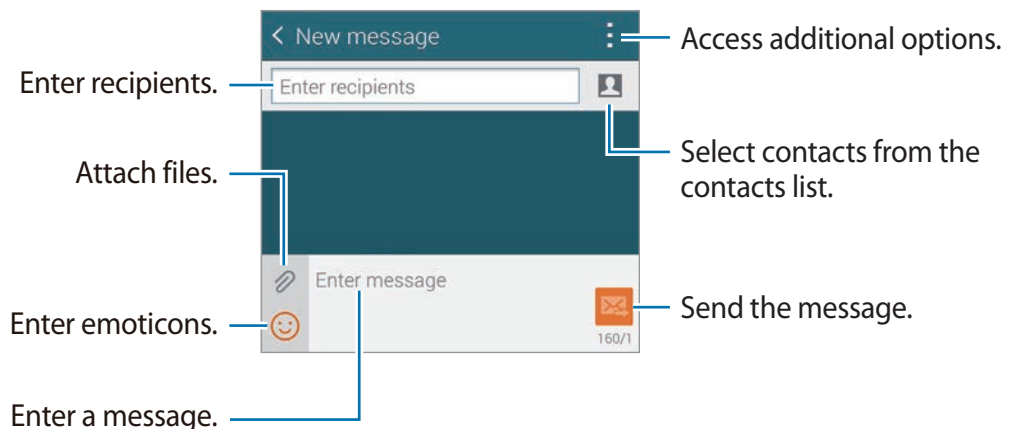 New message
Access additional options.
Enter recipients.
Enter recipients
Select contacts from the
contacts list.
Attach files.
Enter message
Send the message.
Enter emoticons.
160/1
Enter a message.